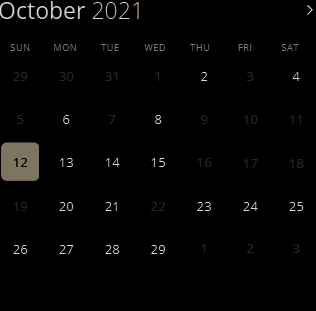 October 2021
SUN MON TUE WED THU FRI SAT
29 30 31 1 2 3 4
5 6 7 8 9 10 11
12 13 14 15 16 17 18
19 20 21 22 23 24 25
26 27 28 29 1 2 3